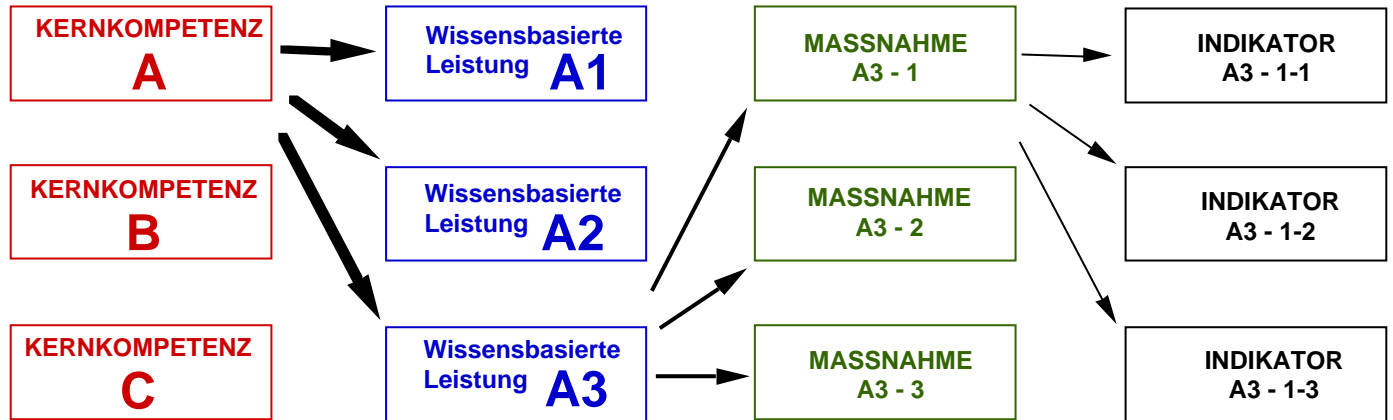 KERNKOMPETENZ
A
Wissensbasierte
Leistung A1
MASSNAHME
A3 - 1
INDIKATOR
A3 - 1-1
KERNKOMPETENZ
B
Wissensbasierte
Leistung A2
MASSNAHME
A3 - 2
INDIKATOR
A3 - 1-2
KERNKOMPETENZ
C
Wissensbasierte
Leistung A3
MASSNAHME
A3 - 3
INDIKATOR
A3 - 1-3